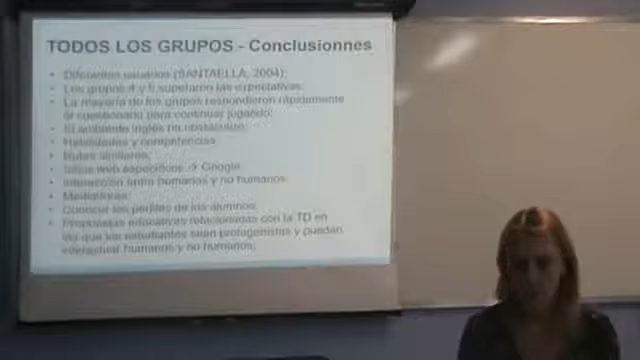 TODOS LOS GRUPOS - Conclusionnes
• Diferentes usuarios (SANTAELLA, 2004);
• Los grupos 4 y 5 superaron las expectativas;
• La mayoría de los grupos respondieron rápidamente
al cuestionario para continuar jugando;
• El ambiente inglés no obstáculo;
• Habilidades y competencias
• Rutas similares;
• Sitios web específicos → Google
• Interacción entre humanos y no humanos;
• Mediadores;
• Conocer los perfiles de los alumnos;
• Propuestas educativas relacionadas con la TD en
las que los estudiantes sean protagonistas y puedan
interactuar humanos y no humanos;